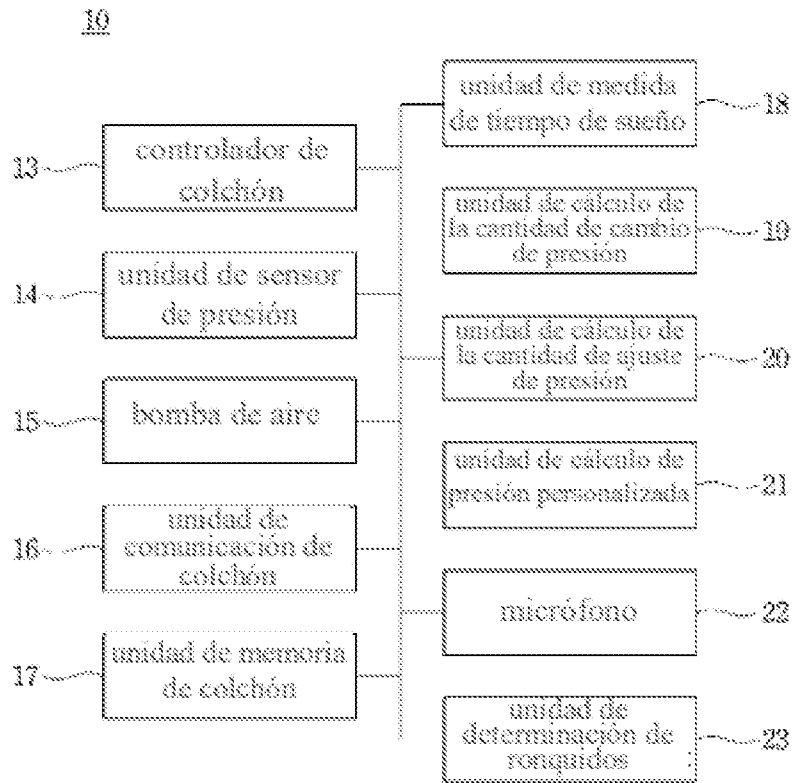 10
13
controlador de
colchón
14
unidad de sensor
de presión
15
bomba de aire
16
unidad de
comunicación de
colchón
17
unidad de memoria
de colchón
unidad de medida
de tiempo de sueño
18
unidad de cálculo de
la cantidad de cambio
de presión
19
unidad de cálculo de
la cantidad de ajuste
de presión
20
unidad de cálculo de
presión personalizada
21
micrófono
22
unidad de
determinación de
ronquidos
23